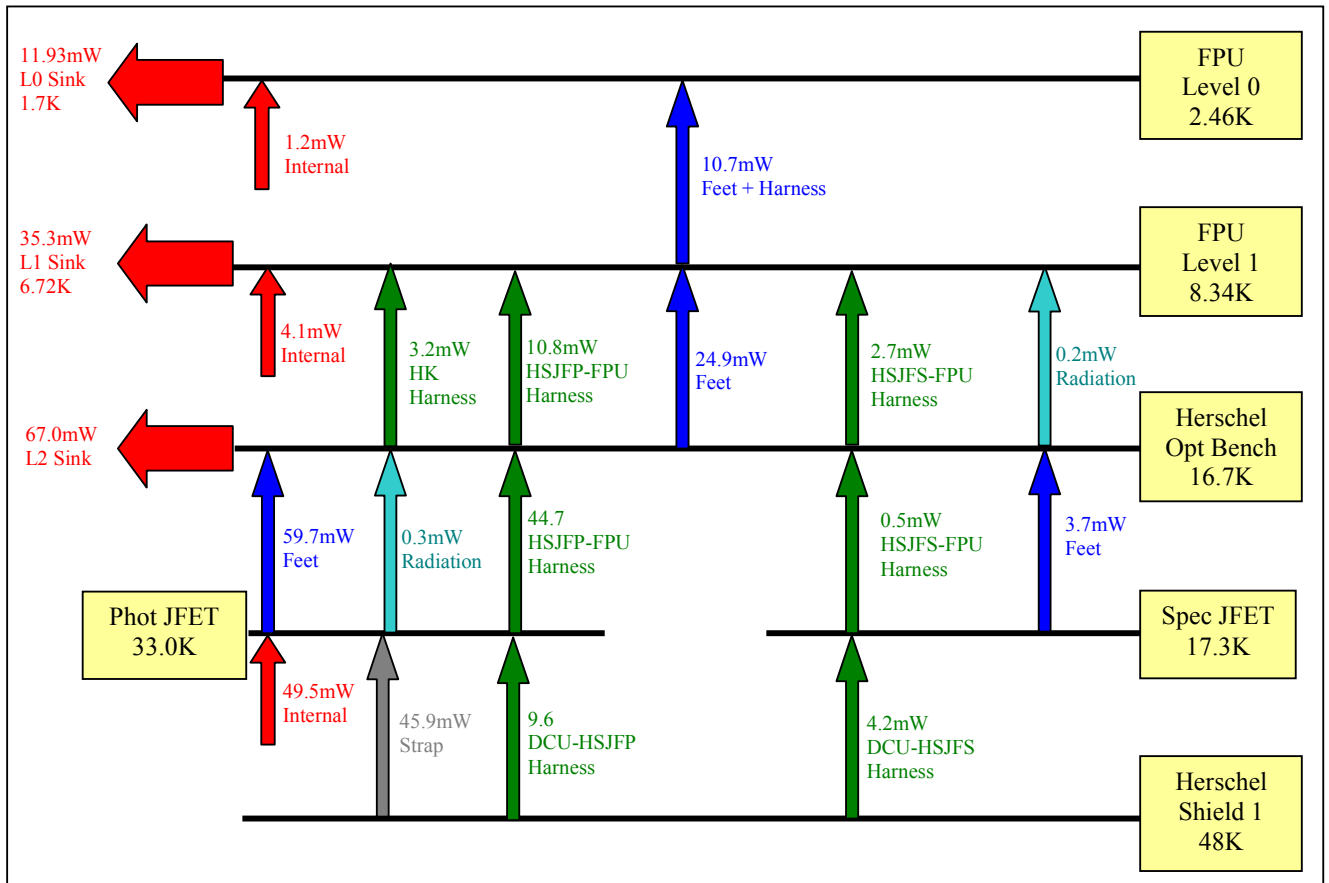 11.93mW
L0 Sink
1.7K
1.2mW
Internal
10.7mW
Feet + Harness
FPU
Level 0
2.46K
35.3mW
L1 Sink
6.72K
4.1mW
Internal
3.2mW
HK
Harness
10.8mW
HSJFP-FPU
Harness
24.9mW
Feet
2.7mW
HSJFS-FPU
Harness
0.2mW
Radiation
FPU
Level 1
8.34K
67.0mW
L2 Sink
59.7mW
Feet
0.3mW
Radiation
44.7
HSJFP-FPU
Harness
0.5mW
HSJFS-FPU
Harness
3.7mW
Feet
Herschel
Opt Bench
16.7K
Phot JFET
33.0K
49.5mW
Internal
45.9mW
Strap
9.6
DCU-HSJFP
Harness
4.2mW
DCU-HSJFS
Harness
Spec JFET
17.3K
Herschel
Shield 1
48K